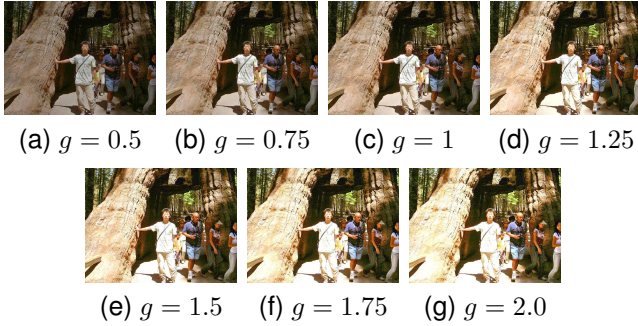 (a) g = 0.5
(b) g = 0.75
(c) g = 1
(d) g = 1.25
(e) g = 1.5
(f) g = 1.75
(g) g = 2.0